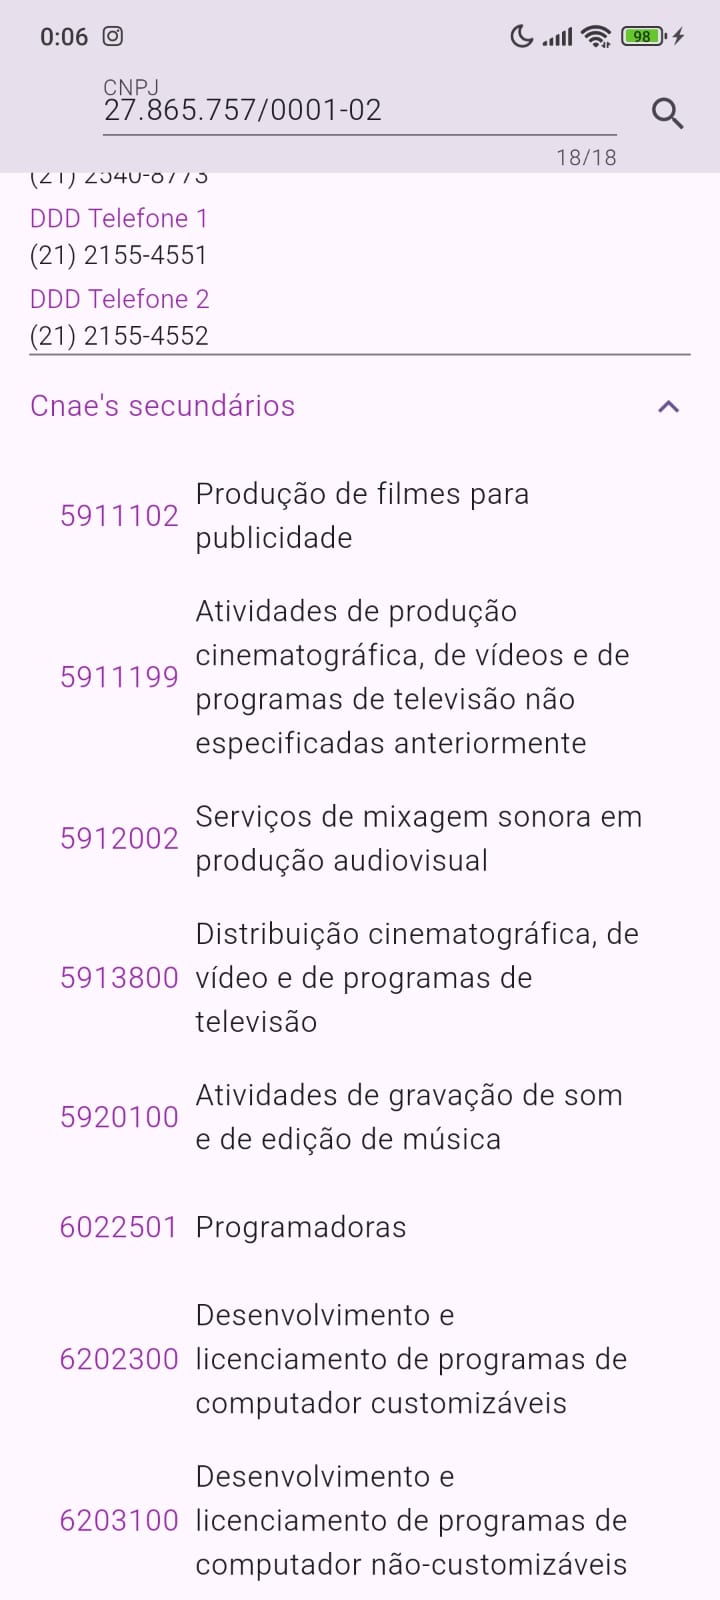 0:06
98
CNPJ
27.865.757/0001-02
18/18
(21) 2540-8773
DDD Telefone 1
(21) 2155-4551
DDD Telefone 2
(21) 2155-4552
Cnae's secundários
5911102 Produção de filmes para
publicidade
5911199 Atividades de produção
cinematográfica, de vídeos e de
programas de televisão não
especificadas anteriormente
5912002 Serviços de mixagem sonora em
produção audiovisual
5913800 Distribuição cinematográfica, de
vídeo e de programas de
televisão
5920100 Atividades de gravação de som
e de edição de música
6022501 Programadoras
6202300 Desenvolvimento e
licenciamento de programas de
computador customizáveis
6203100 Desenvolvimento e
licenciamento de programas de
computador não-customizáveis